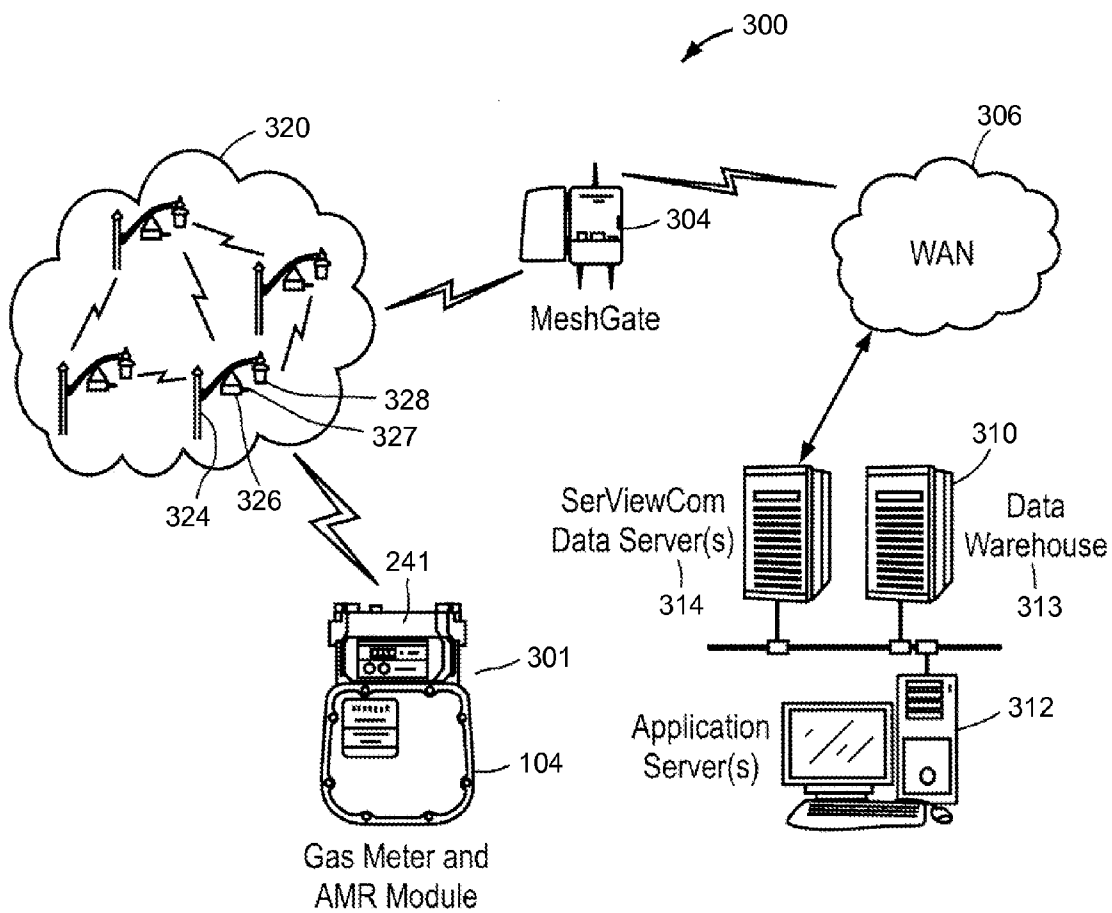 300
320
306
304
WAN
MeshGate
328
327
326
324
310
SerViewCom
Data Server(s)
314
Data
Warehouse
313
241
301
312
Application
Server(s)
104
Gas Meter and
AMR Module